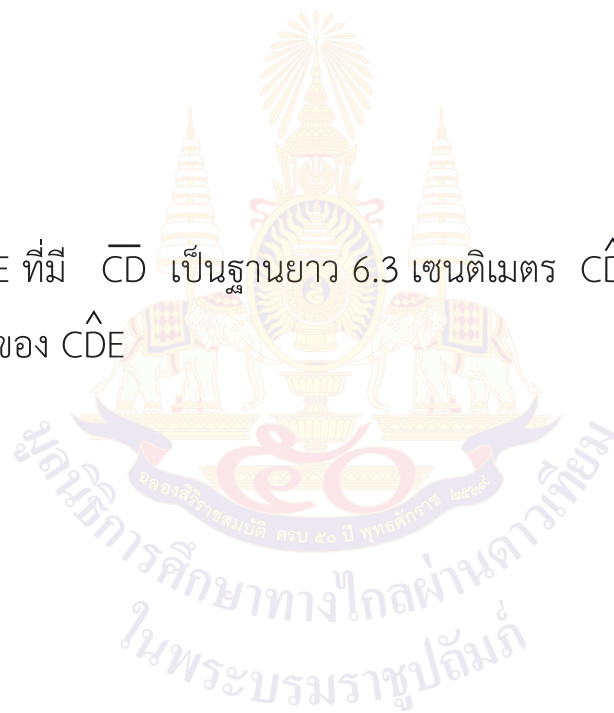 E ที่มี CD̅ เป็นฐานยาว 6.3 เซนติเมตร CD̂
ของ CD̂E
ฉลองสิริราชสมบัติ ครบ ๕๐ ปี พุทธศักราช ๒๕๓๙
๕๐
มูลนิธิการศึกษาทางไกลผ่านดาวเทียม
ในพระบรมราชูปถัมภ์